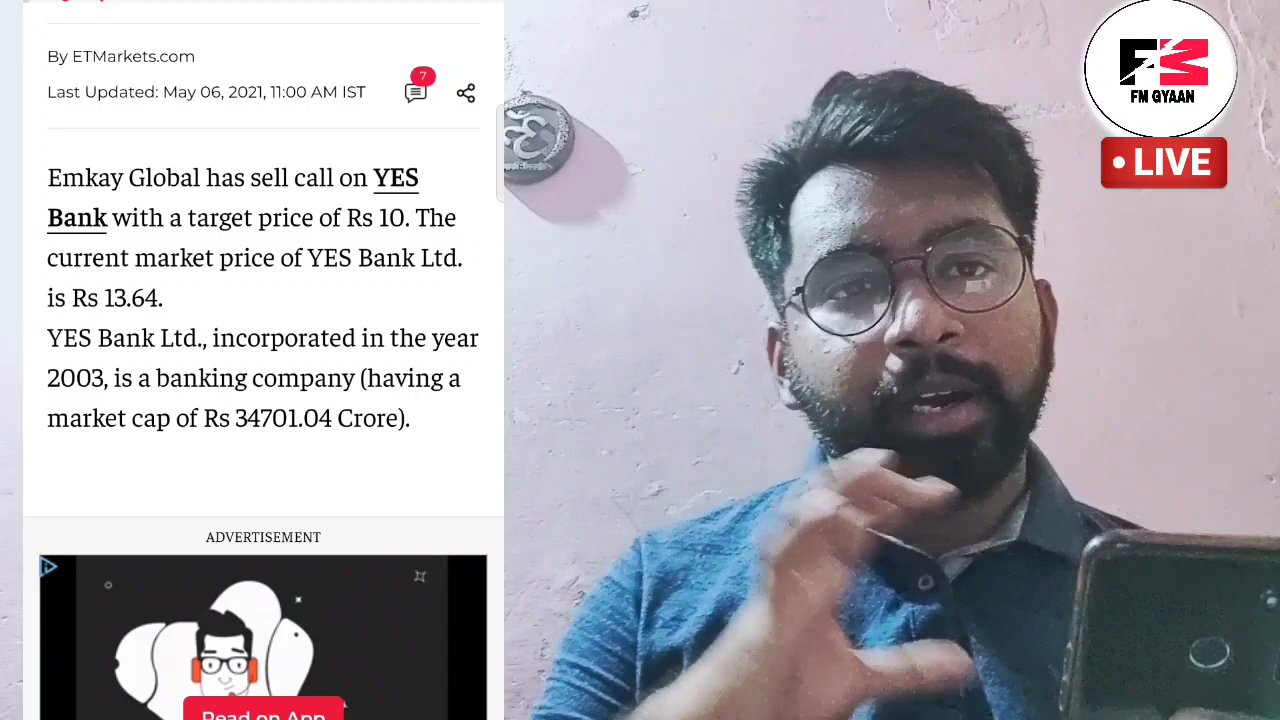 By ETMarkets.com
7
Last Updated: May 06, 2021, 11:00 AM IST
Emkay Global has sell call on YES
Bank with a target price of Rs 10. The
current market price of YES Bank Ltd.
is Rs 13.64.
YES Bank Ltd., incorporated in the year
2003, is a banking company (having a
market cap of Rs 34701.04 Crore).
ADVERTISEMENT
Read on App
FM
FM GYAAN
• LIVE